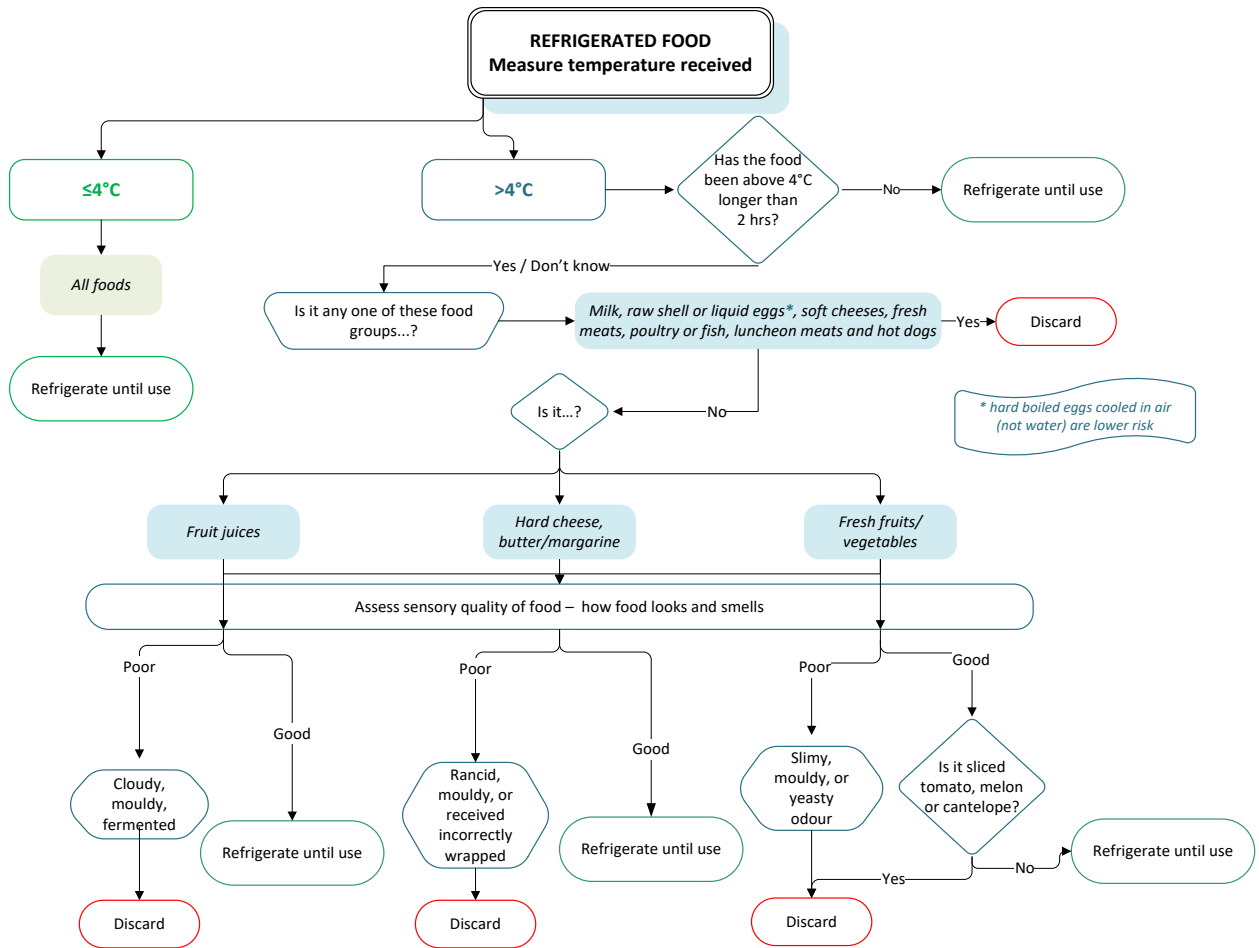 REFRIGERATED FOOD
Measure temperature received
≤4°C
>4°C
Has the food
been above 4°C
longer than
2 hrs?
No
Refrigerate until use
All foods
Yes / Don't know
Is it any one of these food
groups...?
Milk, raw shell or liquid eggs*, soft cheeses, fresh
meats, poultry or fish, luncheon meats and hot dogs
Yes
Discard
Refrigerate until use
Is it...?
No
* hard boiled eggs cooled in air
(not water) are lower risk
Fruit juices
Hard cheese,
butter/margarine
Fresh fruits/
vegetables
Assess sensory quality of food – how food looks and smells
Poor
Good
Poor
Good
Poor
Good
Cloudy,
mouldy,
fermented
Refrigerate until use
Rancid,
mouldy, or
received
incorrectly
wrapped
Refrigerate until use
Slimy,
mouldy, or
yeasty
odour
Is it sliced
tomato, melon
or cantelope?
Yes
No
Refrigerate until use
Discard
Discard
Discard